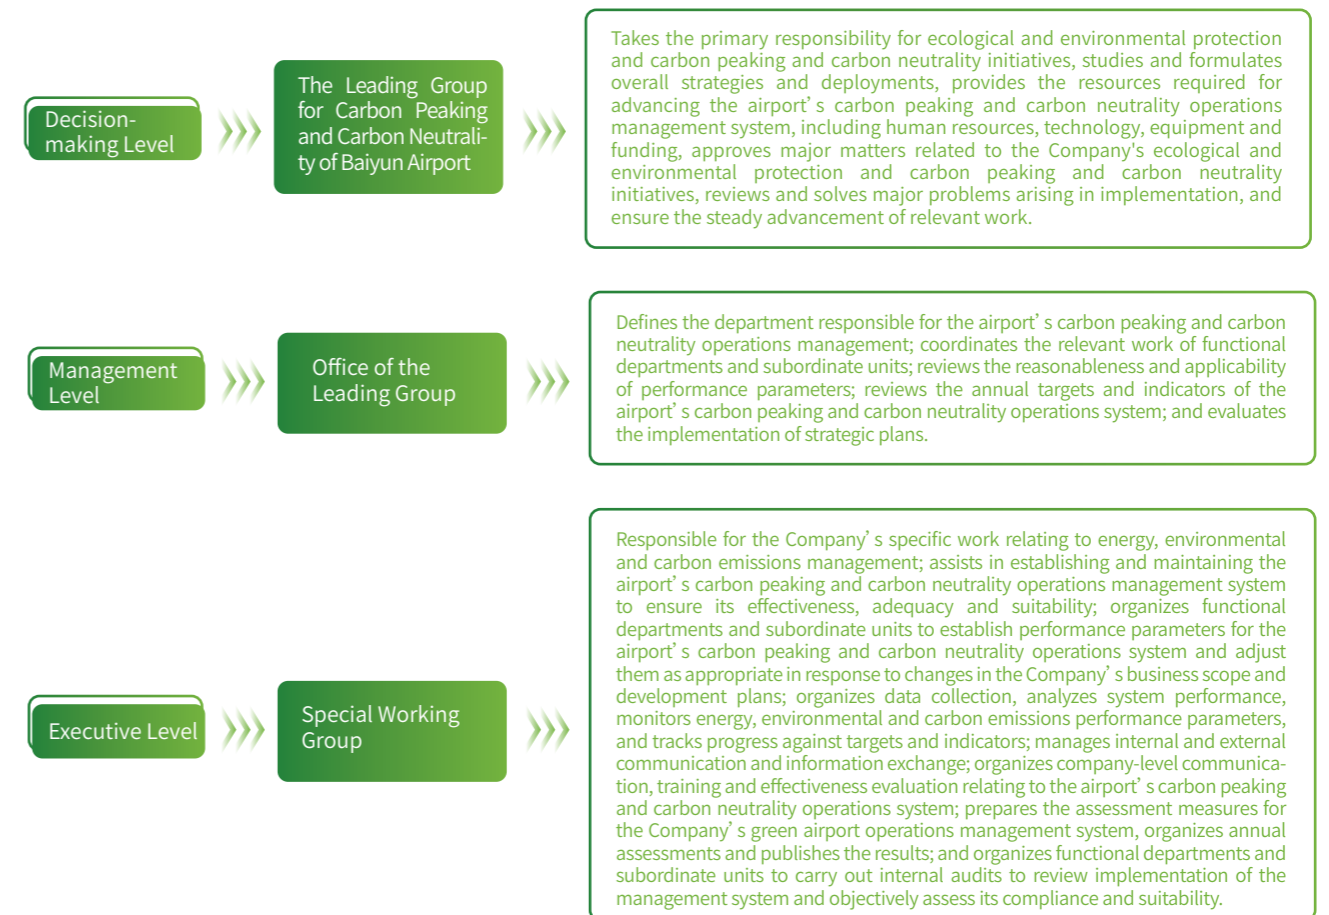 Decision-
making Level
The Leading Group
for Carbon Peaking
and Carbon Neutrali-
ty of Baiyun Airport
Takes the primary responsibility for ecological and environmental protection
and carbon peaking and carbon neutrality initiatives, studies and formulates
overall strategies and deployments, provides the resources required for
advancing the airport’s carbon peaking and carbon neutrality operations
management system, including human resources, technology, equipment and
funding, approves major matters related to the Company's ecological and
environmental protection and carbon peaking and carbon neutrality
initiatives, reviews and solves major problems arising in implementation, and
ensure the steady advancement of relevant work.
Management
Level
Office of the
Leading Group
Defines the department responsible for the airport’s carbon peaking and carbon
neutrality operations management; coordinates the relevant work of functional
departments and subordinate units; reviews the reasonableness and applicability
of performance parameters; reviews the annual targets and indicators of the
airport’s carbon peaking and carbon neutrality operations system; and evaluates
the implementation of strategic plans.
Executive Level
Special Working
Group
Responsible for the Company’s specific work relating to energy, environmental
and carbon emissions management; assists in establishing and maintaining the
airport’s carbon peaking and carbon neutrality operations management system
to ensure its effectiveness, adequacy and suitability; organizes functional
departments and subordinate units to establish performance parameters for the
airport’s carbon peaking and carbon neutrality operations system and adjust
them as appropriate in response to changes in the Company’s business scope and
development plans; organizes data collection, analyzes system performance,
monitors energy, environmental and carbon emissions performance parameters,
and tracks progress against targets and indicators; manages internal and external
communication and information exchange; organizes company-level communica-
tion, training and effectiveness evaluation relating to the airport’s carbon peaking
and carbon neutrality operations system; prepares the assessment measures for
the Company’s green airport operations management system, organizes annual
assessments and publishes the results; and organizes functional departments and
subordinate units to carry out internal audits to review implementation of the
management system and objectively assess its compliance and suitability.